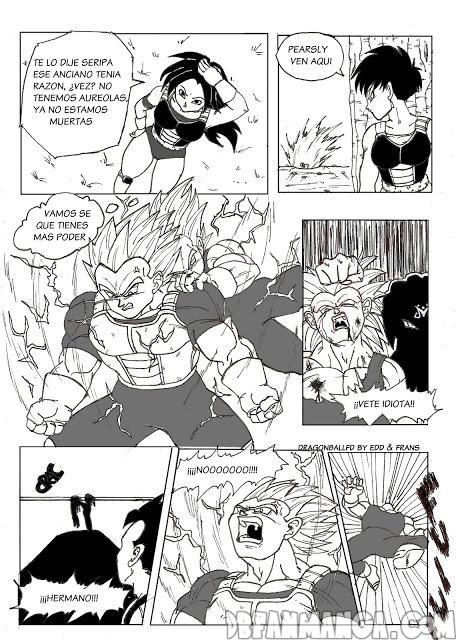 TE LO DIJE SERIPA
ESE ANCIANO TENIA
RAZON, ¿VEZ? NO
TENEMOS AUREOLAS,
YA NO ESTAMOS
MUERTAS
PEARSLY
VEN AQUI
VAMOS SE
QUE TIENES
MAS PODER
¡¡VETE IDIOTA!!
DRAGONBALLFD BY EDD & FRANS
¡¡¡¡NOOOOOOO!!!!
¡¡¡HERMANO!!!
DBFANMANGA.COM